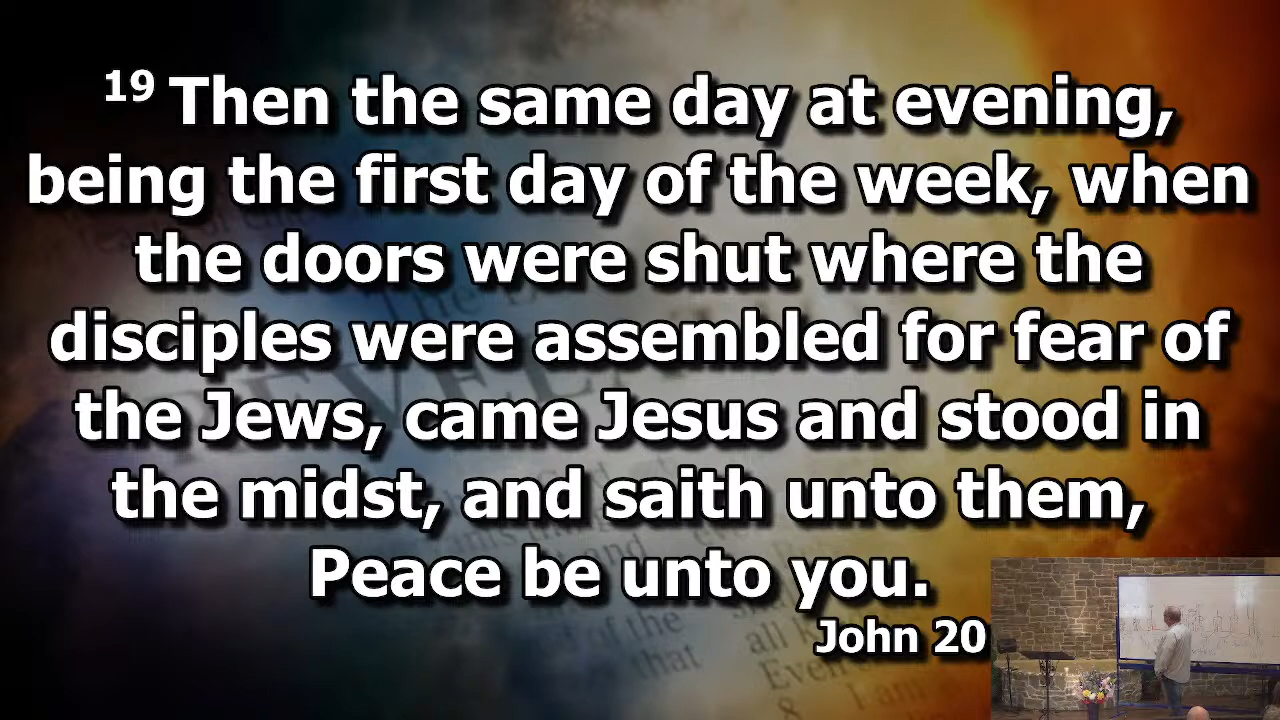 19 Then the same day at evening,
being the first day of the week, when
the doors were shut where the
disciples were assembled for fear of
the Jews, came Jesus and stood in
the midst, and saith unto them,
Peace be unto you.
John 20